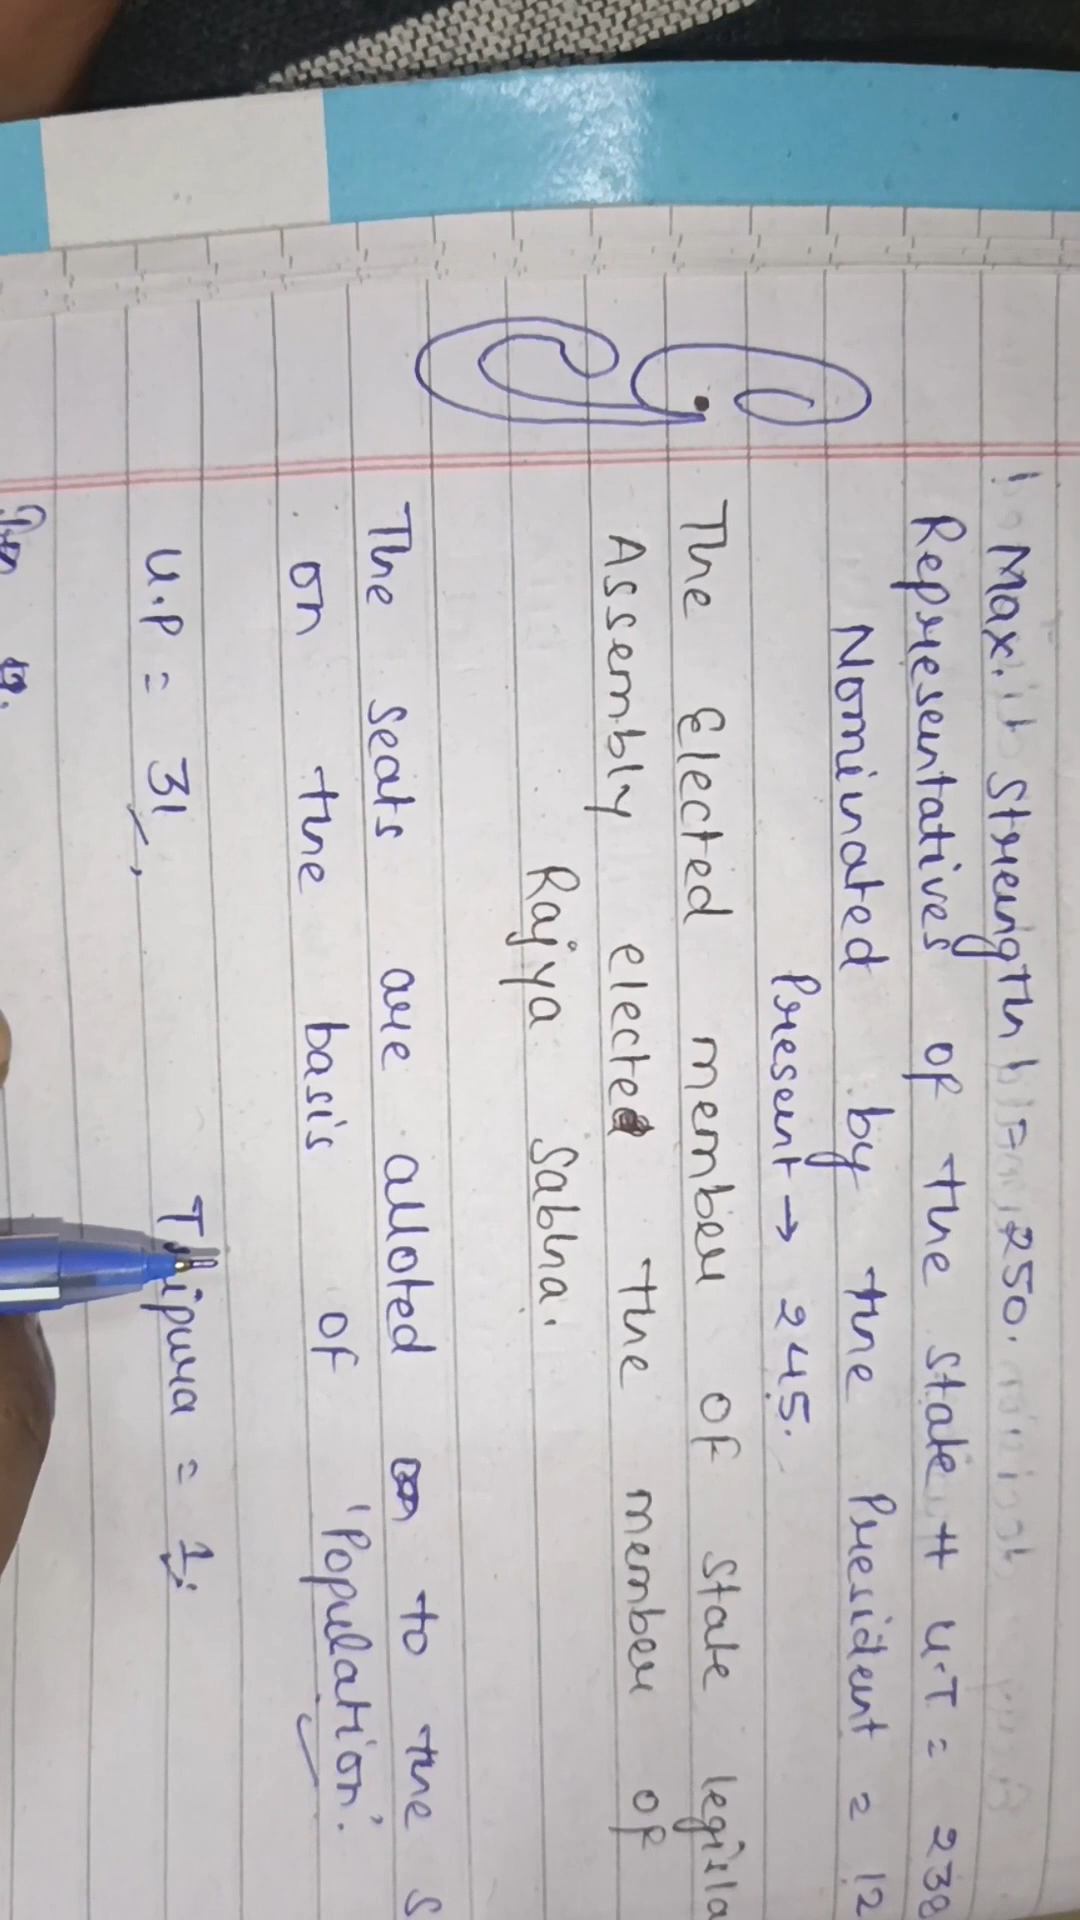 Max. Strength 250.
Representatives of the state + U.T = 238
Nominated by the President = 12
Present → 245.
The Elected member of State legisla
Assembly elected the member of
Rajya Sabha.
The seats are alloted to the s
on the basis of 'Population'.
U.P = 31, Tripura = 1.